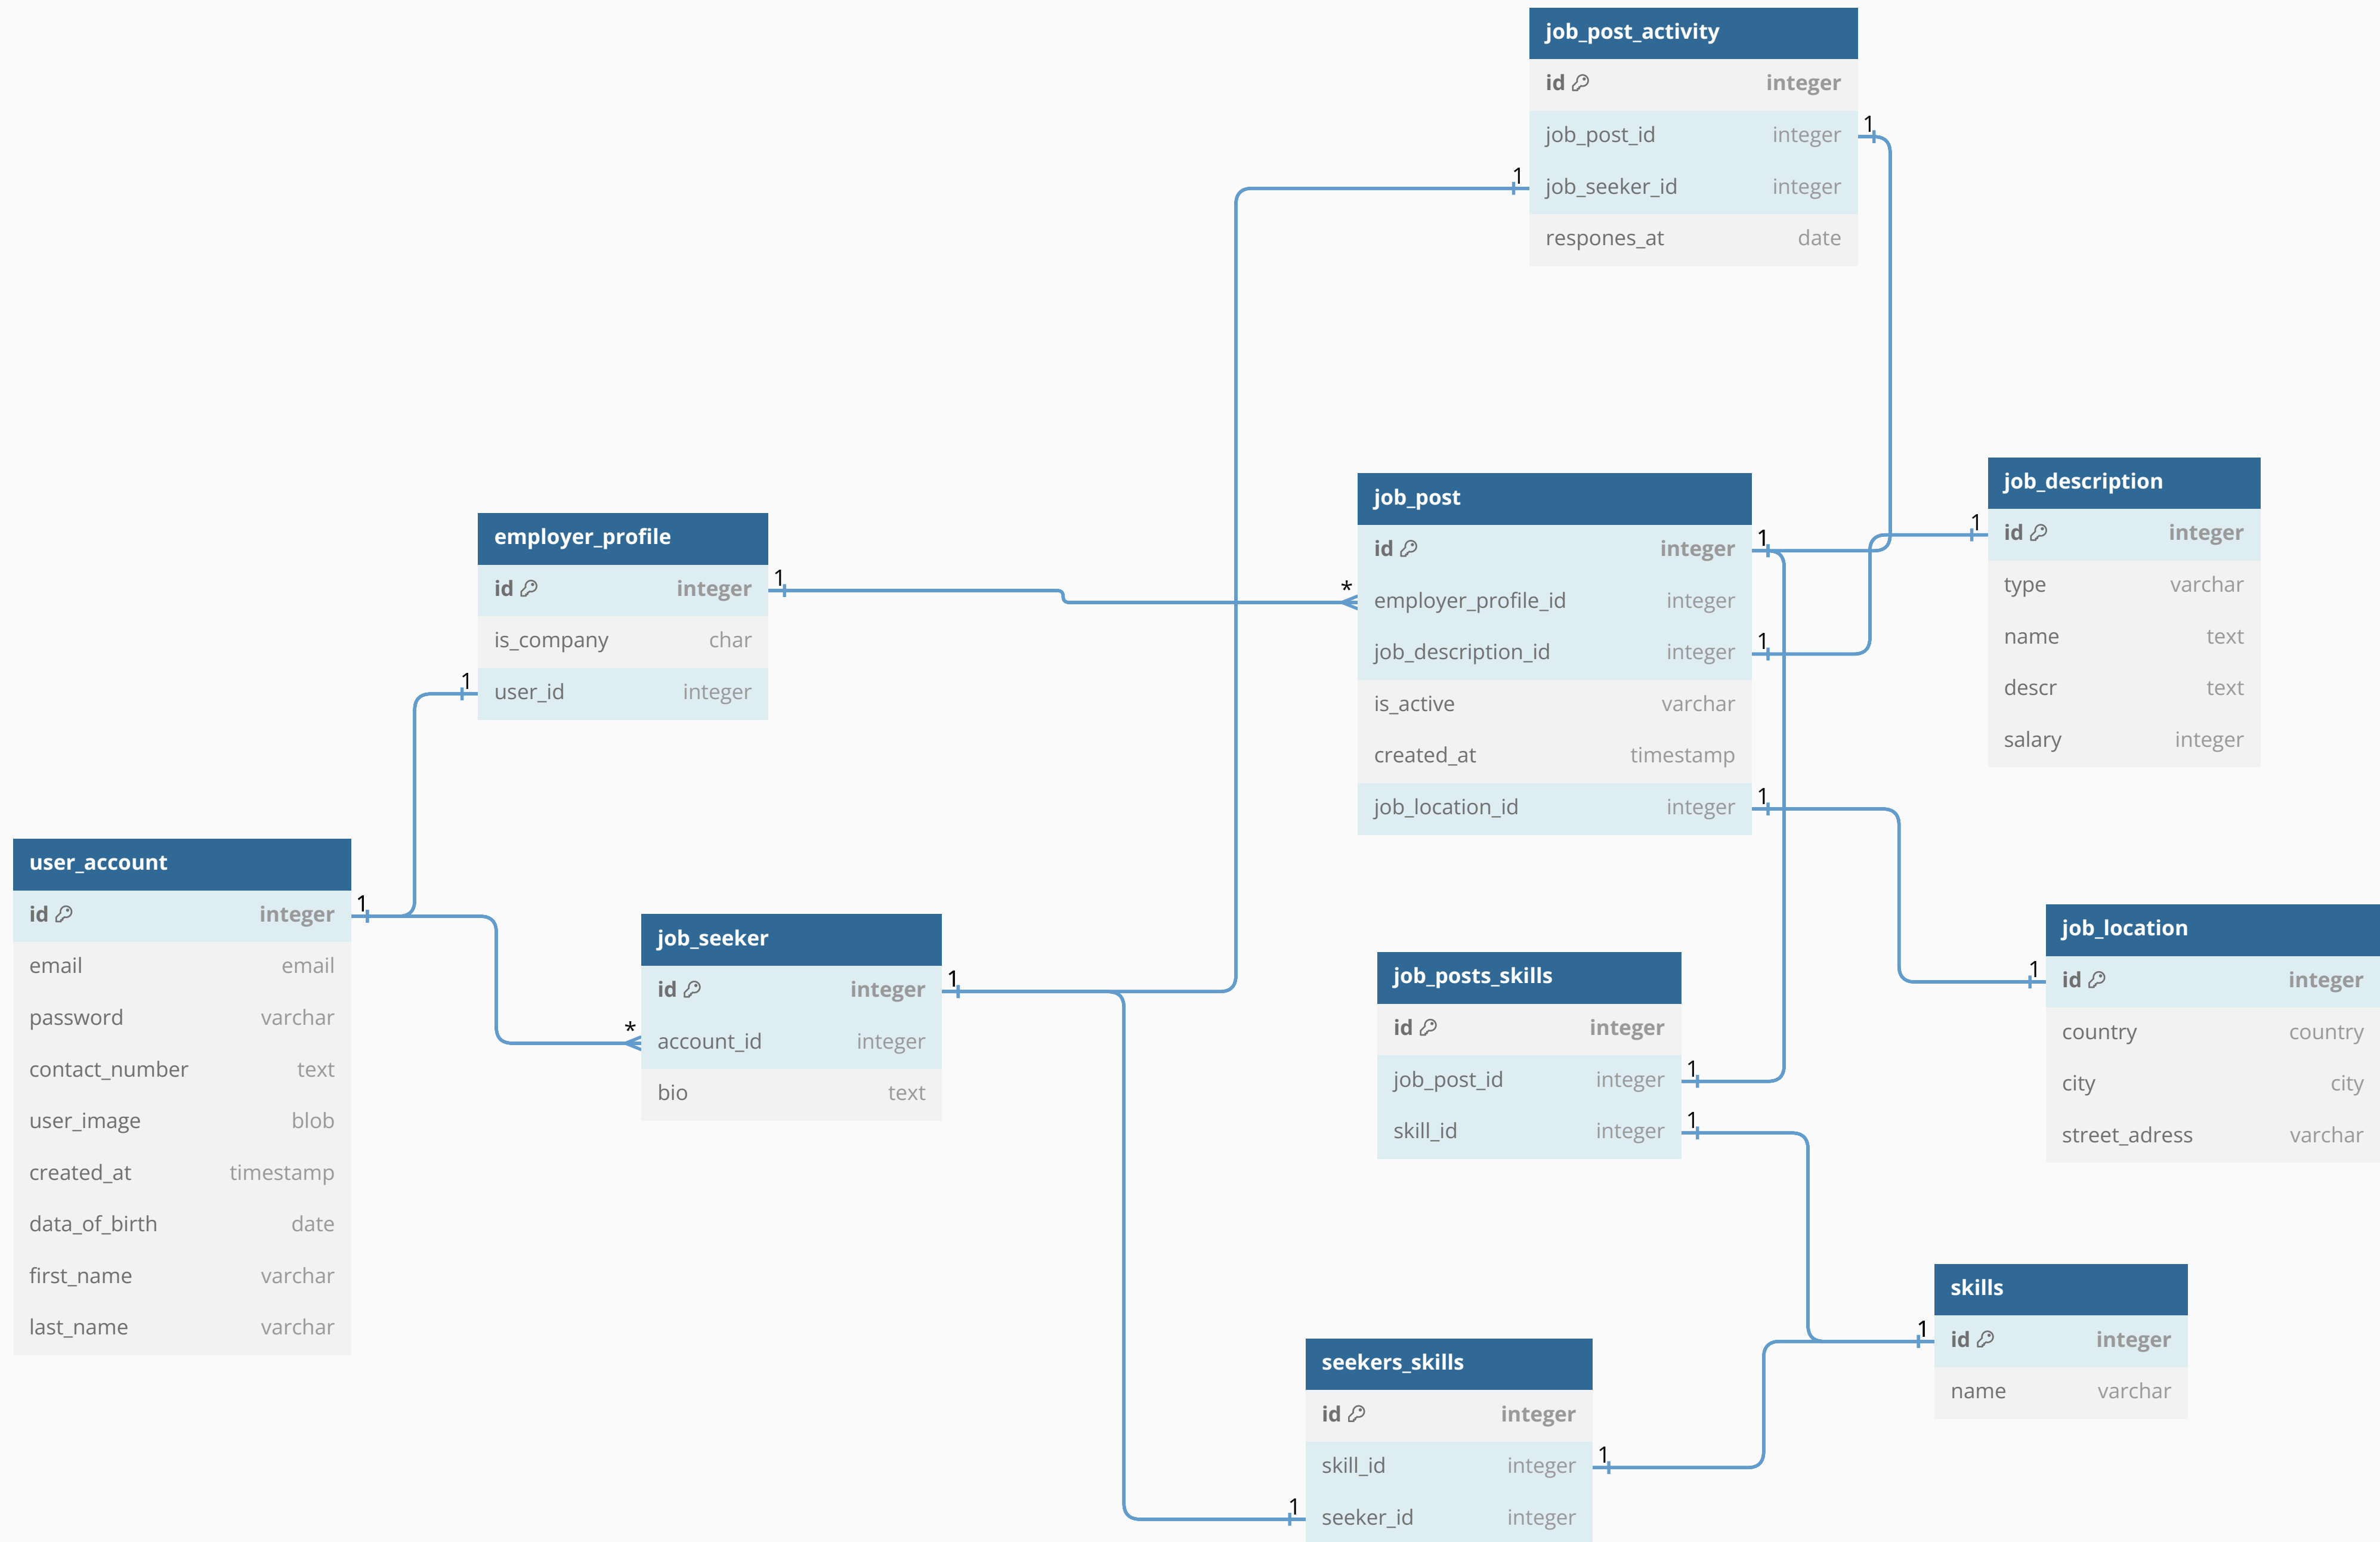 job_post_activity
id integer
job_post_id integer 1
1 job_seeker_id integer
respones_at date
job_post
id integer 1
* employer_profile_id integer
job_description_id integer 1
is_active varchar
created_at timestamp
job_location_id integer 1
job_description
1 id integer
type varchar
name text
descr text
salary integer
employer_profile
id integer 1
is_company char
1 user_id integer
user_account
id integer 1
email email
password varchar
contact_number text
user_image blob
created_at timestamp
data_of_birth date
first_name varchar
last_name varchar
job_seeker
id integer 1
* account_id integer
bio text
job_posts_skills
id integer
job_post_id integer 1
skill_id integer 1
job_location
1 id integer
country country
city city
street_adress varchar
skills
1 id integer
name varchar
seekers_skills
id integer
skill_id integer 1
1 seeker_id integer